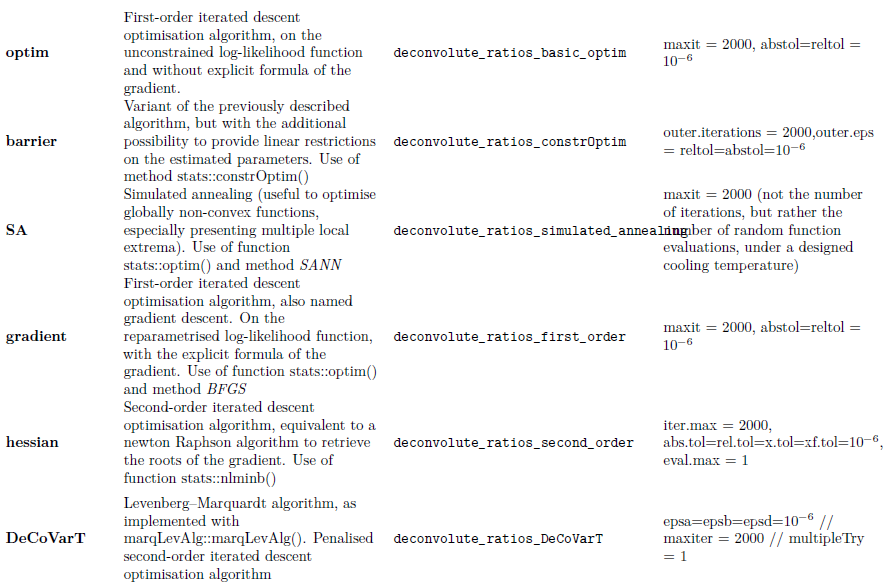 optim
First-order iterated descent
optimisation algorithm, on the
unconstrained log-likelihood function
and without explicit formula of the
gradient.
deconvolute_ratios_basic_optim
maxit = 2000, abstol=reltol =
10⁻⁶
barrier
Variant of the previously described
algorithm, but with the additional
possibility to provide linear restrictions
on the estimated parameters. Use of
method stats::constrOptim()
deconvolute_ratios_constrOptim
outer.iterations = 2000,outer.eps
= reltol=abstol=10⁻⁶
SA
Simulated annealing (useful to optimise
globally non-convex functions,
especially presenting multiple local
extrema). Use of function
stats::optim() and method SANN
deconvolute_ratios_simulated_annealing
maxit = 2000 (not the number
of iterations, but rather the
number of random function
evaluations, under a designed
cooling temperature)
gradient
First-order iterated descent
optimisation algorithm, also named
gradient descent. On the
reparametrised log-likelihood function,
with the explicit formula of the
gradient. Use of function stats::optim()
and method BFGS
deconvolute_ratios_first_order
maxit = 2000, abstol=reltol =
10⁻⁶
hessian
Second-order iterated descent
optimisation algorithm, equivalent to a
newton Raphson algorithm to retrieve
the roots of the gradient. Use of
function stats::nlminb()
deconvolute_ratios_second_order
iter.max = 2000,
abs.tol=rel.tol=x.tol=xf.tol=10⁻⁶,
eval.max = 1
DeCoVarT
Levenberg–Marquardt algorithm, as
implemented with
marqLevAlg::marqLevAlg(). Penalised
second-order iterated descent
optimisation algorithm
deconvolute_ratios_DeCoVarT
epsa=epsb=epsd=10⁻⁶ //
maxiter = 2000 // multipleTry
= 1